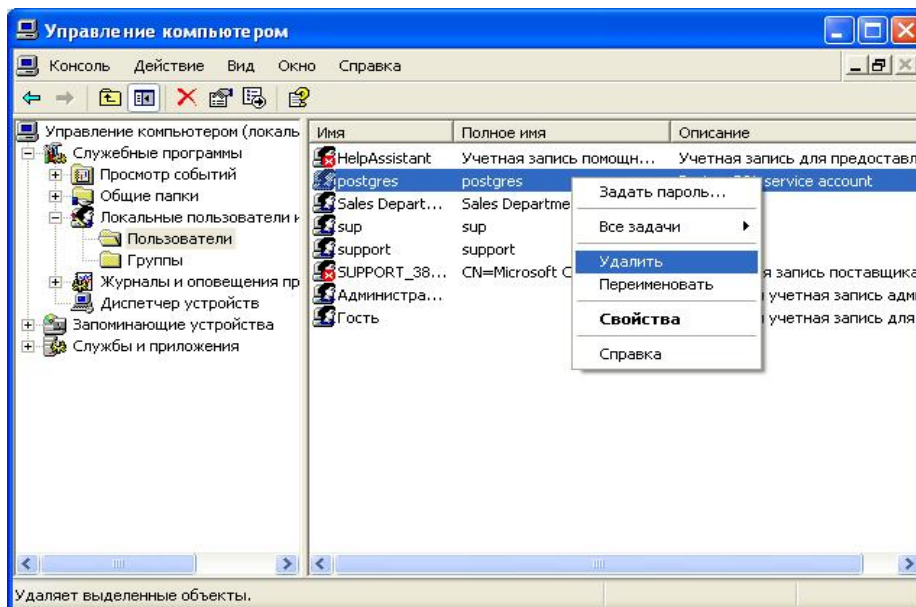 Управление компьютером
Консоль Действие Вид Окно Справка
Управление компьютером (локаль
Служебные программы
Просмотр событий
Общие папки
Локальные пользователи и
Пользователи
Группы
Журналы и оповещения пр
Диспетчер устройств
Запоминающие устройства
Службы и приложения
Имя Полное имя Описание
HelpAssistant Учетная запись помощн... Учетная запись для предоставл
postgres postgres service account
Sales Depart... Sales Departme
sup sup
support support
SUPPORT_38... CN=Microsoft C я запись поставщика
Администра... учетная запись адм
Гость учетная запись для
Задать пароль...
Все задачи
Удалить
Переименовать
Свойства
Справка
Удаляет выделенные объекты.